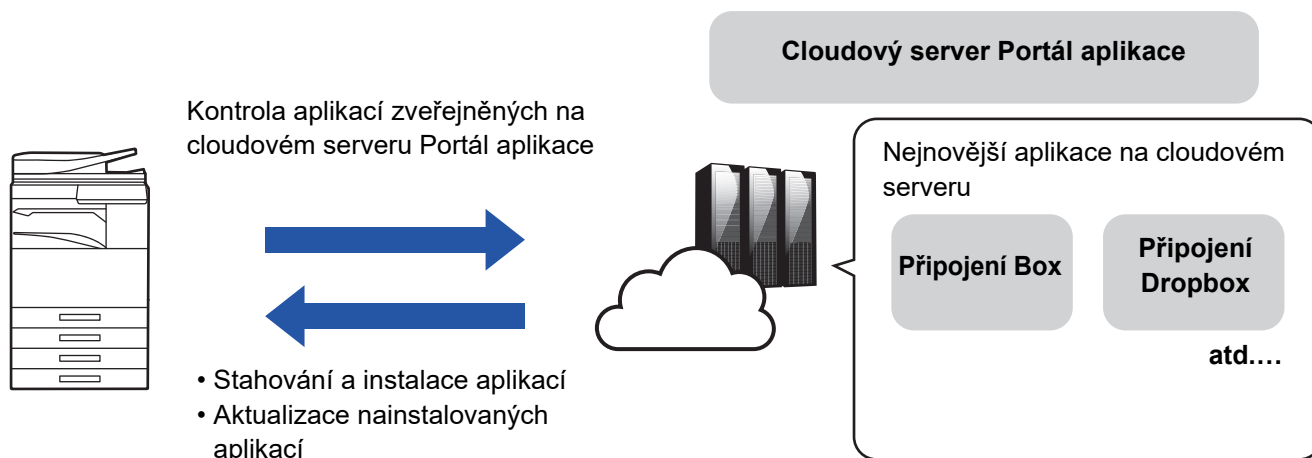 Cloudový server Portál aplikace
Kontrola aplikací zveřejněných na
cloudovém serveru Portál aplikace
Nejnovější aplikace na cloudovém
serveru
Připojení Box
Připojení
Dropbox
atd....
• Stahování a instalace aplikací
• Aktualizace nainstalovaných
aplikací